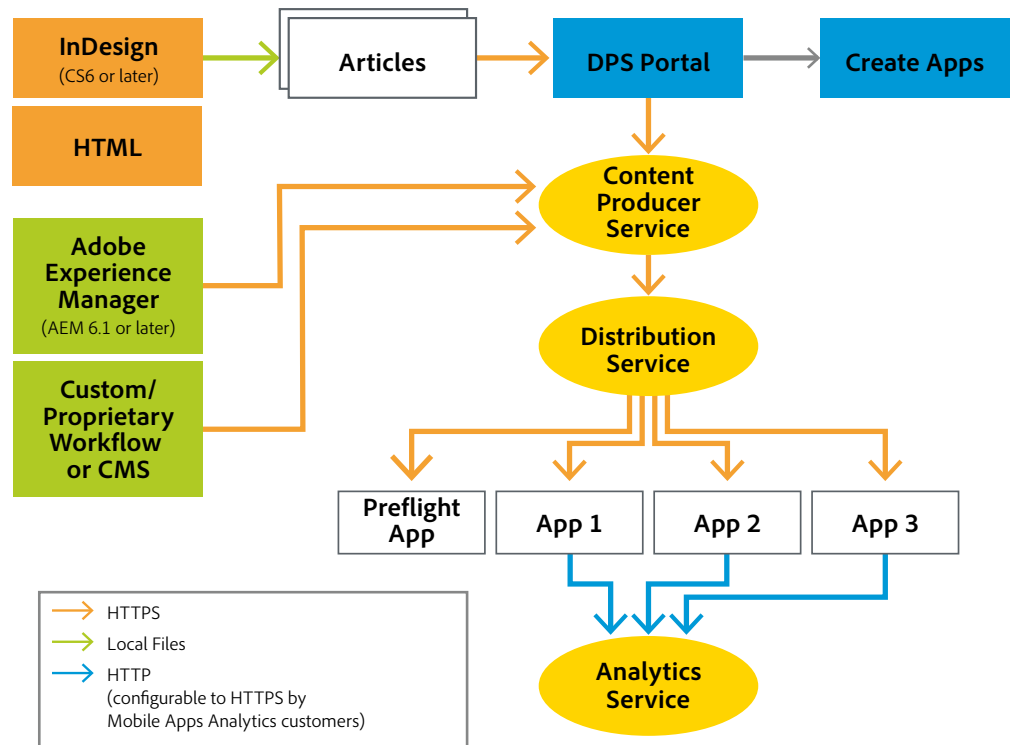 InDesign
(CS6 or later)
Articles
DPS Portal
Create Apps
HTML
Content
Producer
Service
Adobe
Experience
Manager
(AEM 6.1 or later)
Distribution
Service
Custom/
Proprietary
Workflow
or CMS
Preflight
App
App 1
App 2
App 3
HTTPS
Local Files
HTTP
(configurable to HTTPS by
Mobile Apps Analytics customers)
Analytics
Service